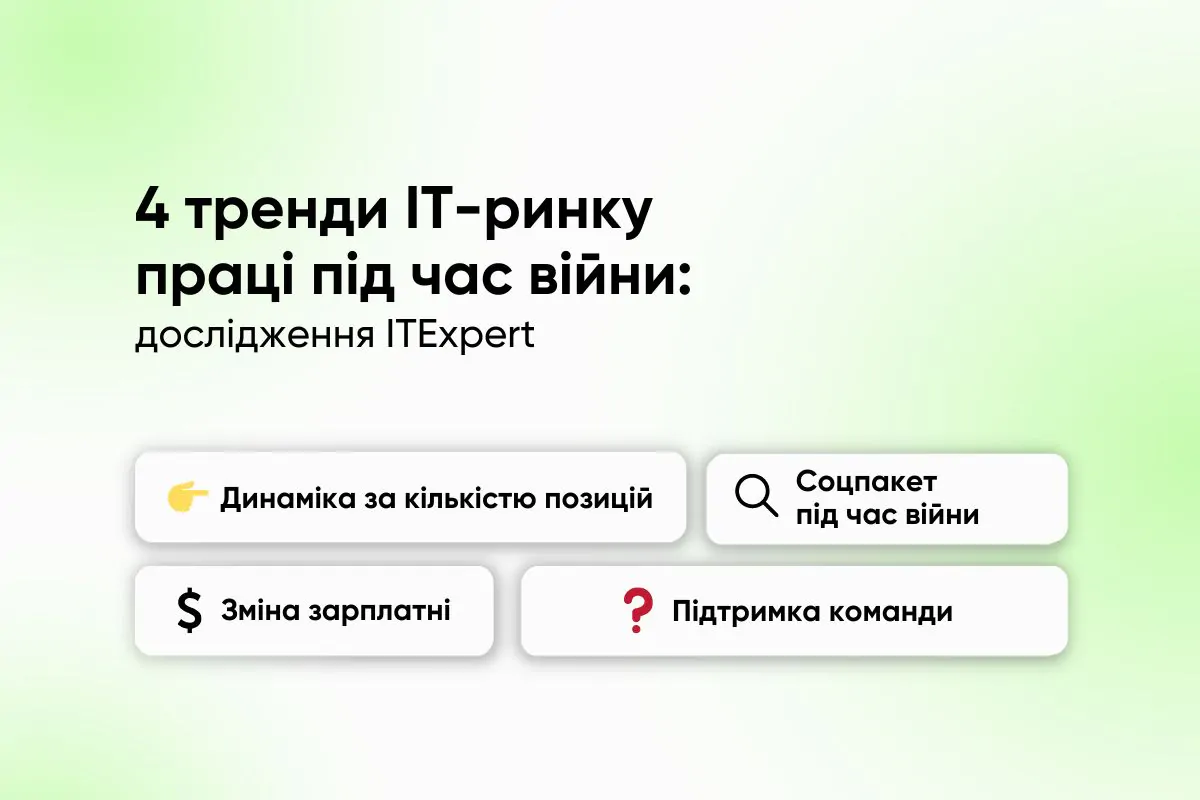 4 тренди ІТ-ринку
праці під час війни:
дослідження ITExpert
Динаміка за кількістю позицій
Соцпакет
під час війни
$ Зміна зарплатні
? Підтримка команди